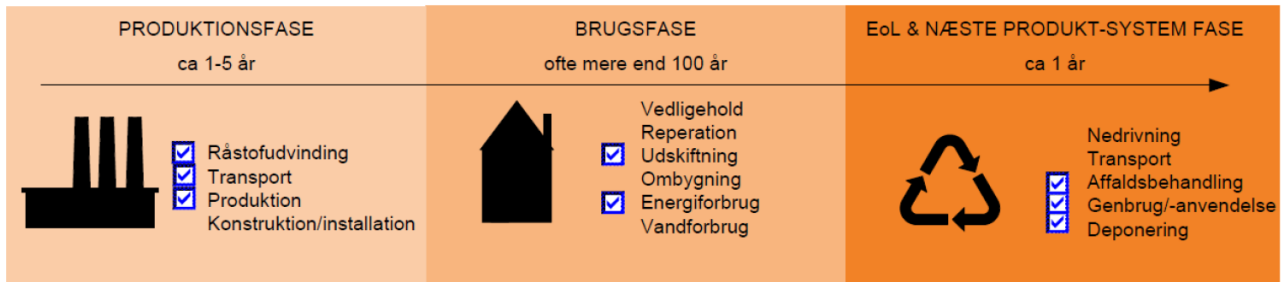 PRODUKTIONSFASE
ca 1-5 år
Råstofudvinding
Transport
Produktion
Konstruktion/installation
BRUGSFASE
ofte mere end 100 år
Vedligehold
Reperation
Udskiftning
Ombygning
Energiforbrug
Vandforbrug
EoL & NÆSTE PRODUKT-SYSTEM FASE
ca 1 år
Nedrivning
Transport
Affaldsbehandling
Genbrug/-anvendelse
Deponering